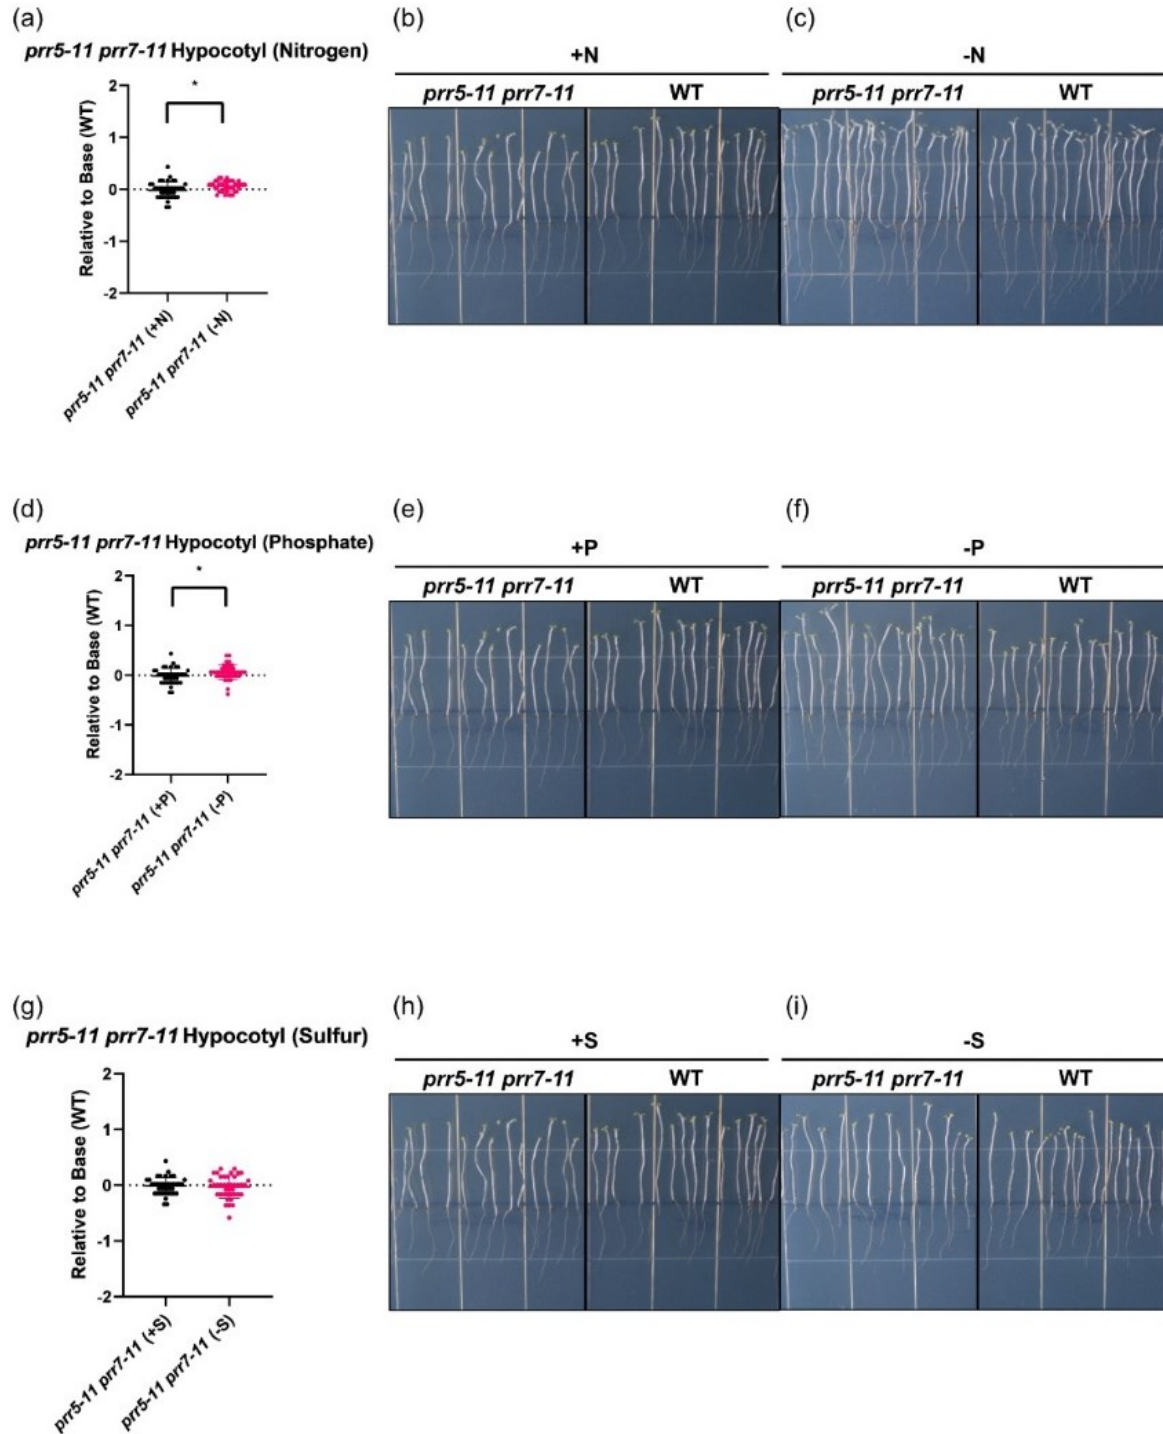 (a)
prr5-11 prr7-11 Hypocotyl (Nitrogen)
*
2
1
0
-1
-2
Relative to Base (WT)
prr5-11 prr7-11 (+N)
prr5-11 prr7-11 (-N)
(b)
+N
prr5-11 prr7-11 WT
(c)
-N
prr5-11 prr7-11 WT
(d)
prr5-11 prr7-11 Hypocotyl (Phosphate)
*
2
1
0
-1
-2
Relative to Base (WT)
prr5-11 prr7-11 (+P)
prr5-11 prr7-11 (-P)
(e)
+P
prr5-11 prr7-11 WT
(f)
-P
prr5-11 prr7-11 WT
(g)
prr5-11 prr7-11 Hypocotyl (Sulfur)
2
1
0
-1
-2
Relative to Base (WT)
prr5-11 prr7-11 (+S)
prr5-11 prr7-11 (-S)
(h)
+S
prr5-11 prr7-11 WT
(i)
-S
prr5-11 prr7-11 WT